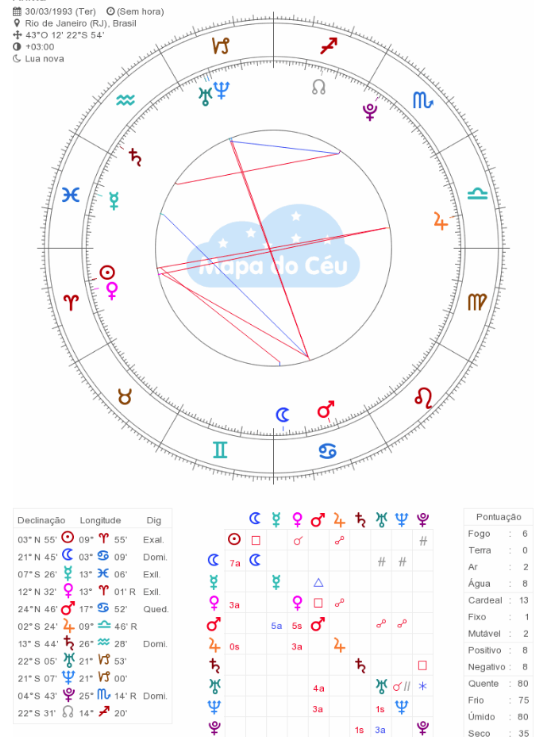 30/03/1993 (Ter) (Sem hora)
Rio de Janeiro (RJ), Brasil
43°O 12' 22"S 54'
+03:00
Lua nova
Mapa do Céu
Declinação Longitude Dig
03° N 55' ☉ 09° ♈ 55' Exal.
21° N 45' ☾ 03° ♋ 09' Domi.
07° S 26' ☿ 13° ♓ 06' Exil.
12° N 32' ♀ 13° ♈ 01' R Exil.
24° N 46' ♂ 17° ♋ 52' Qued.
02° S 24' ♃ 09° ♎ 46' R
13° S 44' ♄ 26° ♒ 28' Domi.
22° S 05' ♅ 21° ♑ 53'
21° S 07' ♆ 21° ♑ 00'
04° S 43' ♇ 25° ♏ 14' R Domi.
22° S 31' ☊ 14° ♐ 20'
☾ ☿ ♀ ♂ ♃ ♄ ♅ ♆ ♇
☉ □ ☌ ☍ #
☾ 7a ☾ # #
☿ ☿ △
♀ 3a ♀ □ ☍
♂ 5a 5s ♂ ☍ ☍
♃ 0s 3a ♃
♄ ♄ □
♅ 4a ♅ ☌ // ⚹
♆ 3a 1s ♆
♇ 1s 3a ♇
Pontuação
Fogo : 6
Terra : 0
Ar : 2
Água : 8
Cardeal : 13
Fixo : 1
Mutável : 2
Positivo : 8
Negativo : 8
Quente : 80
Frio : 75
Úmido : 80
Seco : 35